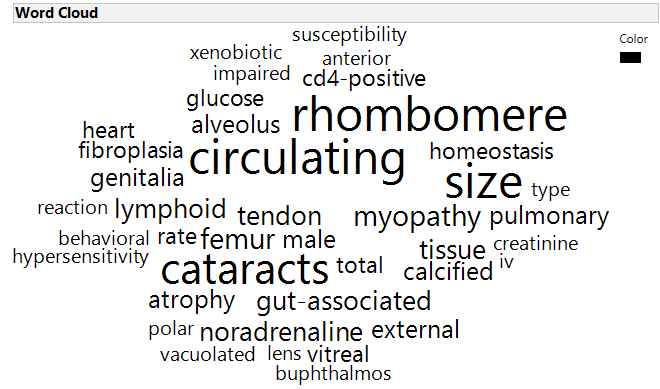 Word Cloud
susceptibility
Color
xenobiotic
anterior
impaired
cd4-positive
glucose
rhombomere
heart
alveolus
fibroplasia
circulating
homeostasis
genitalia
size
type
reaction
lymphoid
tendon
myopathy
pulmonary
behavioral
rate
femur
male
tissue
creatinine
hypersensitivity
cataracts
total
calcified
iv
atrophy
gut-associated
polar
noradrenaline
external
vacuolated
lens
vitreal
buphthalmos